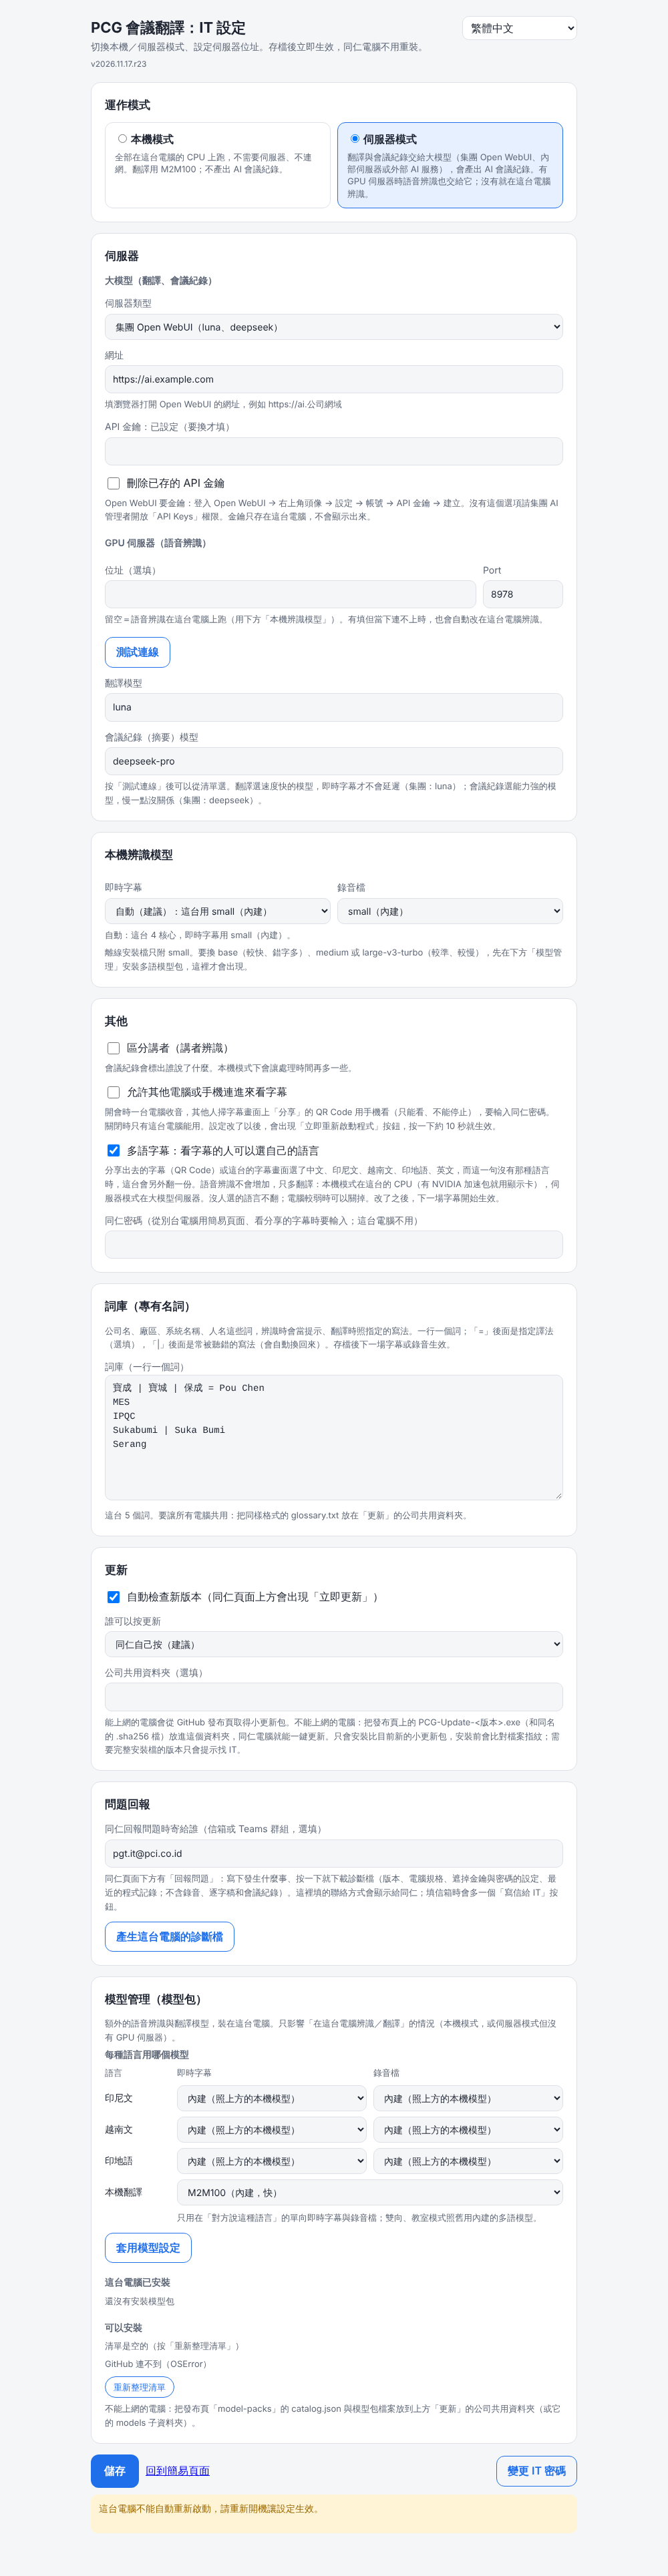 PCG 會議翻譯：IT 設定
繁體中文
切換本機／伺服器模式、設定伺服器位址。存檔後立即生效，同仁電腦不用重裝。
v2026.11.17.r23
運作模式
本機模式
全部在這台電腦的 CPU 上跑，不需要伺服器、不連
網、翻譯用 M2M100；不產出 AI 會議紀錄。
伺服器模式
翻譯與會議紀錄交給大模型（集團 Open WebUI、內
部伺服器或外部 AI 服務），會產出 AI 會議紀錄。有
GPU 伺服器時語音辨識也交給它；沒有就在這台電腦
辨識。
伺服器
大模型（翻譯、會議紀錄）
伺服器類型
集團 Open WebUI（luna、deepseek）
網址
https://ai.example.com
填瀏覽器打開 Open WebUI 的網址，例如 https://ai.公司網域
API 金鑰：已設定（要換才填）
刪除已存的 API 金鑰
Open WebUI 要金鑰：登入 Open WebUI → 右上角頭像 → 設定 → 帳號 → API 金鑰 → 建立。沒有這個選項請集團 AI
管理者開放「API Keys」權限。金鑰只存在這台電腦，不會顯示出來。
GPU 伺服器（語音辨識）
位址（選填）
Port
8978
留空＝語音辨識在這台電腦上跑（用下方「本機辨識模型」）。有填但當下連不上時，也會自動改在這台電腦辨識。
測試連線
翻譯模型
luna
會議紀錄（摘要）模型
deepseek-pro
按「測試連線」後可以從清單選。翻譯選速度快的模型，即時字幕才不會延遲（集團：luna）；會議紀錄選能力強的模
型，慢一點沒關係（集團：deepseek）。
本機辨識模型
即時字幕
錄音檔
自動（建議）：這台用 small（內建）
small（內建）
自動：這台 4 核心，即時字幕用 small（內建）。
離線安裝檔只附 small。要換 base（較快、錯字多）、medium 或 large-v3-turbo（較準、較慢），先在下方「模型管
理」安裝多語模型包，這裡才會出現。
其他
區分講者（講者辨識）
會議紀錄會標出誰說了什麼。本機模式下會讓處理時間再多一些。
允許其他電腦或手機連進來看字幕
開會時一台電腦收音，其他人掃字幕畫面上「分享」的 QR Code 用手機看（只能看、不能停止），要輸入同仁密碼。
關閉時只有這台電腦能用。設定改了以後，會出現「立即重新啟動程式」按鈕，按一下約 10 秒就生效。
多語字幕：看字幕的人可以選自己的語言
分享出去的字幕（QR Code）或這台的字幕畫面選了中文、印尼文、越南文、印地語、英文，而這一句沒有那種語言
時，這台會另外翻一份。語音辨識不會增加，只多翻譯：本機模式在這台的 CPU（有 NVIDIA 加速包就用顯示卡），伺
服器模式在大模型伺服器。沒人選的語言不翻；電腦較弱時可以關掉。改了之後，下一場字幕開始生效。
同仁密碼（從別台電腦用簡易頁面、看分享的字幕時要輸入；這台電腦不用）
詞庫（專有名詞）
公司名、廠區、系統名稱、人名這些詞，辨識時會當提示、翻譯時照指定的寫法。一行一個詞；「=」後面是指定譯法
（選填），「|」後面是常被聽錯的寫法（會自動換回來）。存檔後下一場字幕或錄音生效。
詞庫（一行一個詞）
寶成 | 寶城 | 保成 = Pou Chen
MES
IPQC
Sukabumi | Suka Bumi
Serang
這台 5 個詞。要讓所有電腦共用：把同樣格式的 glossary.txt 放在「更新」的公司共用資料夾。
更新
自動檢查新版本（同仁頁面上方會出現「立即更新」）
誰可以按更新
同仁自己按（建議）
公司共用資料夾（選填）
能上網的電腦會從 GitHub 發布頁取得小更新包。不能上網的電腦：把發布頁上的 PCG-Update-<版本>.exe（和同名
的 .sha256 檔）放進這個資料夾，同仁電腦就能一鍵更新。只會安裝比目前新的小更新包，安裝前會比對檔案指紋；需
要完整安裝檔的版本只會提示找 IT。
問題回報
同仁回報問題時寄給誰（信箱或 Teams 群組，選填）
pgt.it@pci.co.id
同仁頁面下方有「回報問題」：寫下發生什麼事、按一下就下載診斷檔（版本、電腦規格、遮掉金鑰與密碼的設定、最
近的程式記錄；不含錄音、逐字稿和會議紀錄）。這裡填的聯絡方式會顯示給同仁；填信箱時會多一個「寫信給 IT」按
鈕。
產生這台電腦的診斷檔
模型管理（模型包）
額外的語音辨識與翻譯模型，裝在這台電腦。只影響「在這台電腦辨識／翻譯」的情況（本機模式，或伺服器模式但沒
有 GPU 伺服器）。
每種語言用哪個模型
語言
即時字幕
錄音檔
印尼文
內建（照上方的本機模型）
內建（照上方的本機模型）
越南文
內建（照上方的本機模型）
內建（照上方的本機模型）
印地語
內建（照上方的本機模型）
內建（照上方的本機模型）
本機翻譯
M2M100（內建，快）
只用在「對方說這種語言」的單向即時字幕與錄音檔；雙向、教室模式照舊用內建的多語模型。
套用模型設定
這台電腦已安裝
還沒有安裝模型包
可以安裝
清單是空的（按「重新整理清單」）
GitHub 連不到（OSError）
重新整理清單
不能上網的電腦：把發布頁「model-packs」的 catalog.json 與模型包檔案放到上方「更新」的公司共用資料夾（或它
的 models 子資料夾）。
儲存
回到簡易頁面
變更 IT 密碼
這台電腦不能自動重新啟動，請重新開機讓設定生效。